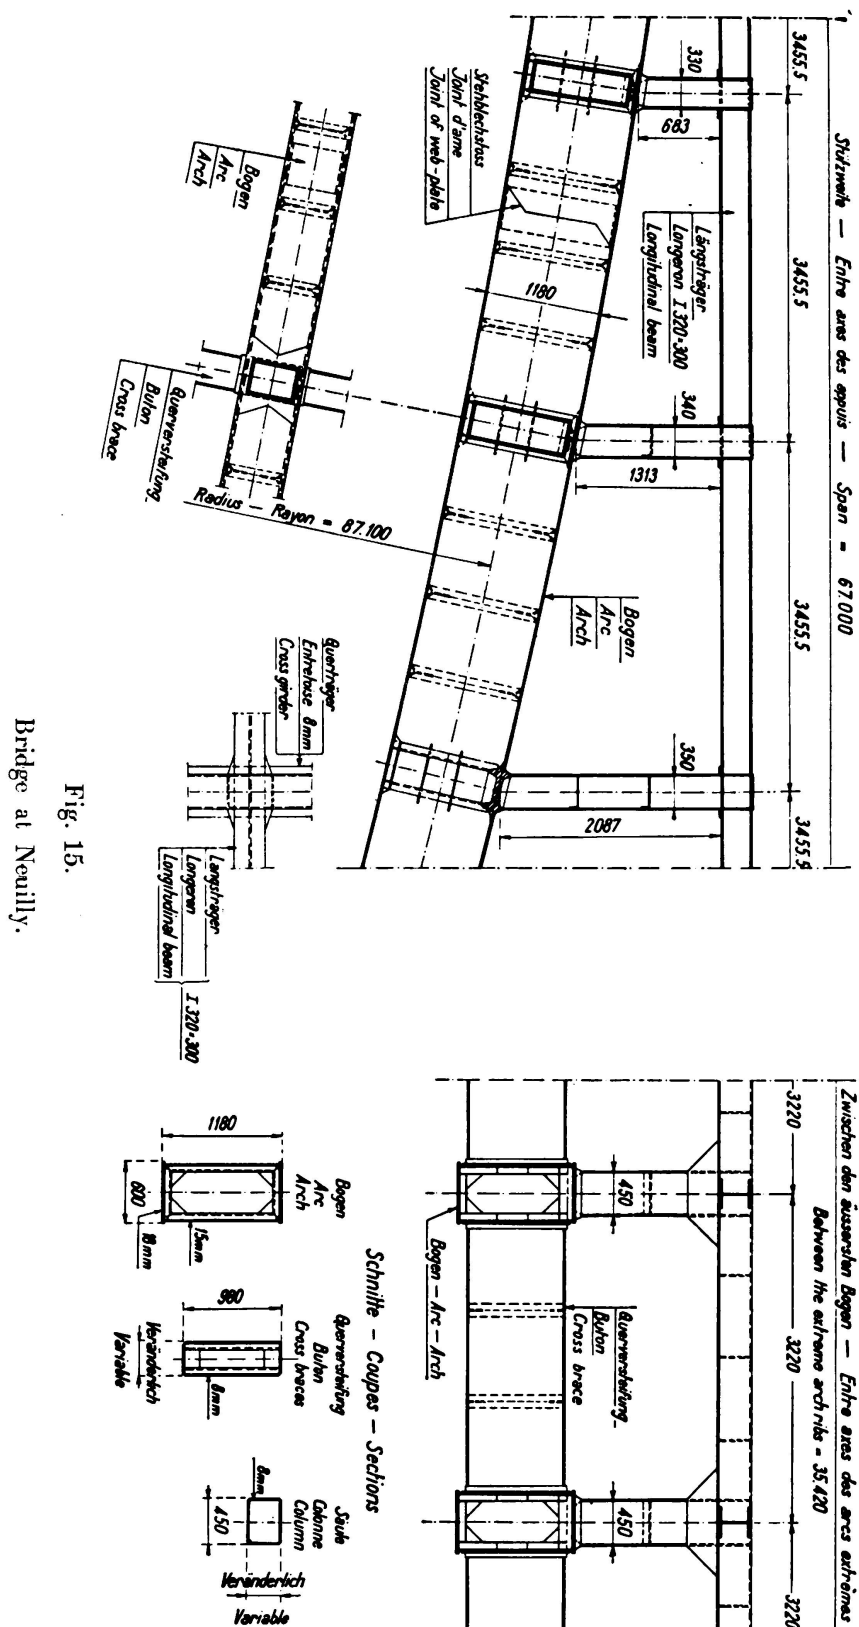 Stützweite — Entre axes des appuis — Span = 67.000
3455.5
3455.5
3455.5
3455.5
330
683
340
1313
350
2087
Längsträger
Longeron I 320·300
Longitudinal beam
Stehblechstoss
Joint d'ame
Joint of web-plate
1180
Bogen
Arc
Arch
Bogen
Arc
Arch
Querversteifung
Buton
Cross brace
Radius — Rayon = 87.100
Querträger
Entretoise 8mm
Cross girder
Längsträger
Longeron
Longitudinal beam
I 320·300
Zwischen den äussersten Bogen — Entre axes des arcs extrêmes
Between the extreme arch ribs = 35.420
3220
3220
3220
450
450
Querversteifung
Buton
Cross brace
Bogen — Arc — Arch
Schnitte — Coupes — Sections
Bogen
Arc
Arch
1180
600
15mm
18mm
Querversteifung
Buton
Cross braces
980
8mm
Veränderlich
Variable
Säule
Colonne
Column
8mm
450
Veränderlich
Variable
Fig. 15.
Bridge at Neuilly.